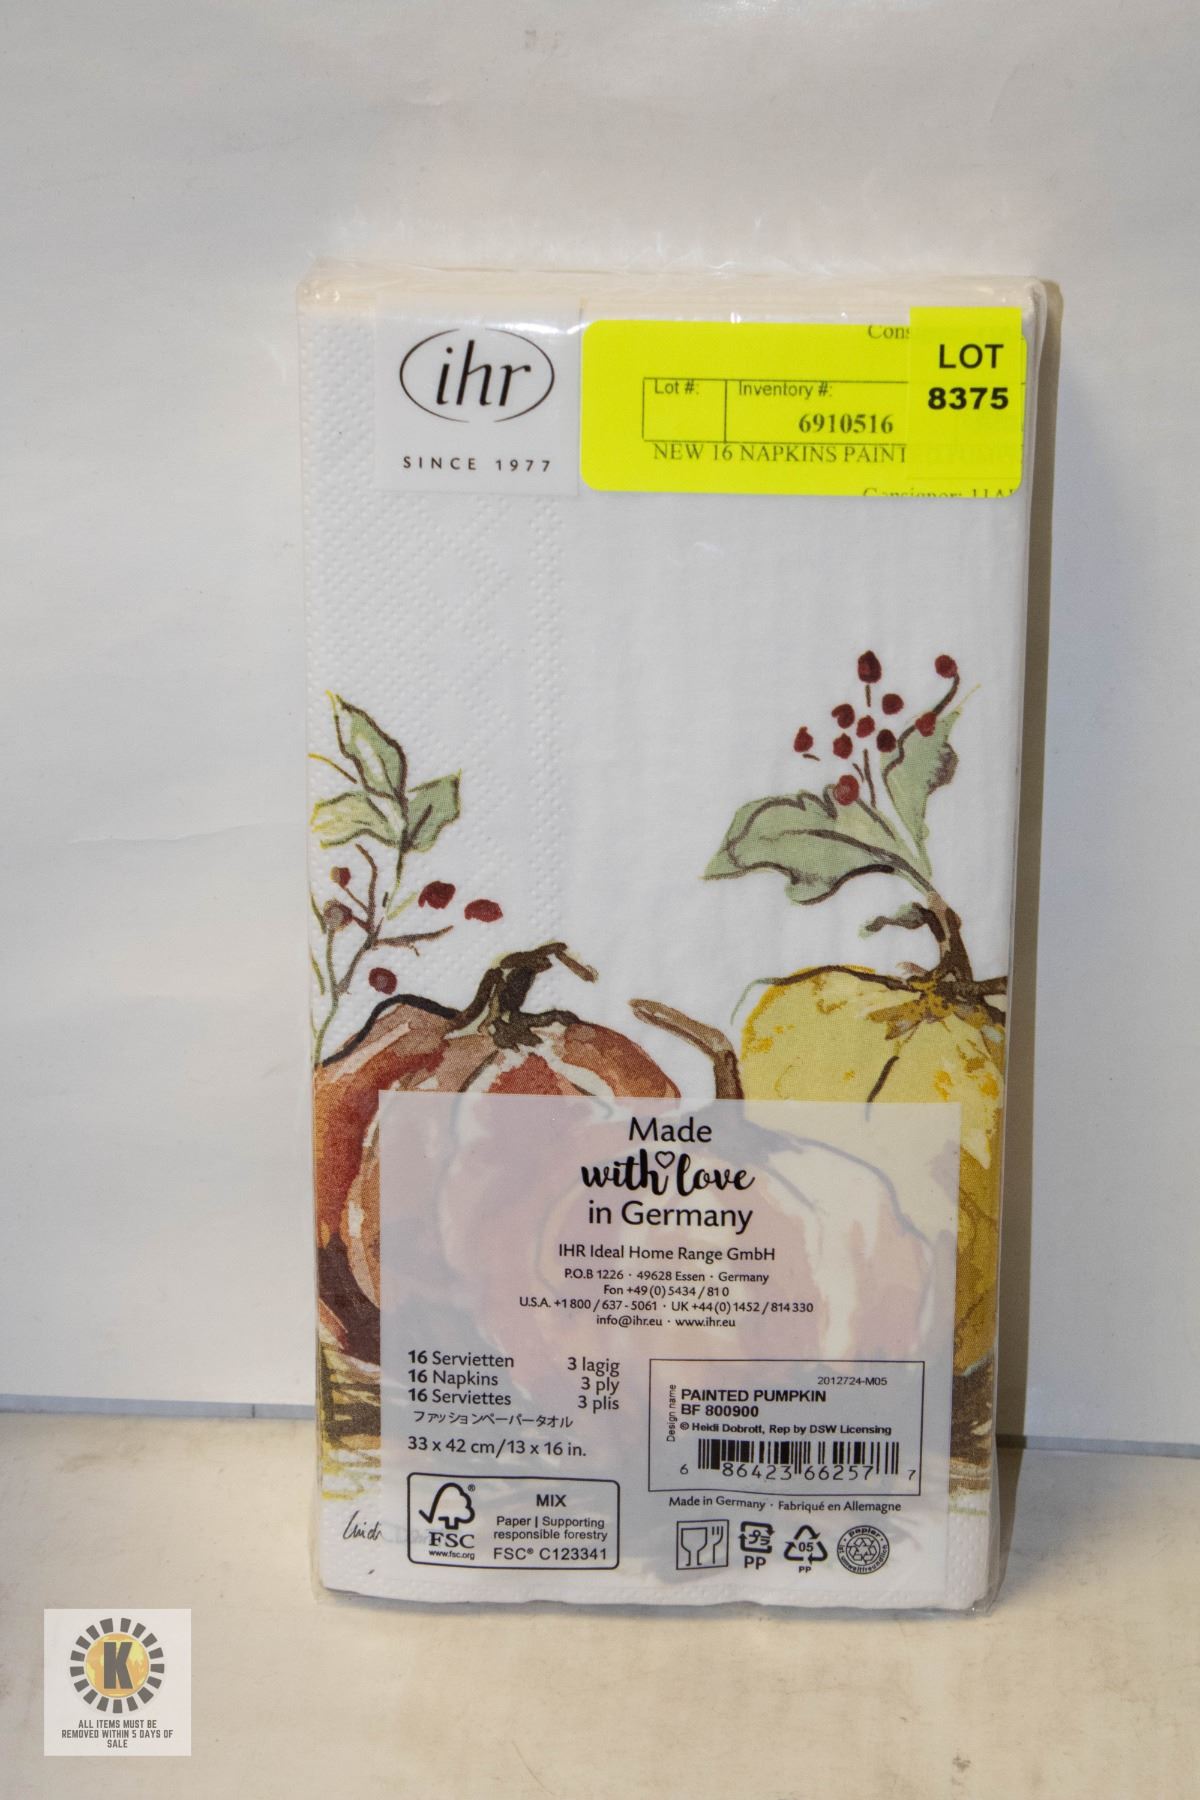 ihr
SINCE 1977
LOT
8375
Lot #:
Inventory #:
6910516
NEW 16 NAPKINS PAINT
Made
with love
in Germany
IHR Ideal Home Range GmbH
P.O.B 1226 · 49628 Essen · Germany
Fon +49 (0) 5434 / 81 0
U.S.A. +1 800 / 637 - 5061 · UK +44 (0) 1452 / 814 330
info@ihr.eu · www.ihr.eu
16 Servietten 3 lagig
16 Napkins 3 ply
16 Serviettes 3 plis
ファッションペーパータオル
33 x 42 cm/13 x 16 in.
2012724-M05
Design name
PAINTED PUMPKIN
BF 800900
© Heidi Dobrott, Rep by DSW Licensing
6 86423 66257 7
Made in Germany · Fabriqué en Allemagne
FSC
www.fsc.org
MIX
Paper | Supporting
responsible forestry
FSC® C123341
プラ
PP
05
PP
K
ALL ITEMS MUST BE
REMOVED WITHIN 5 DAYS OF
SALE